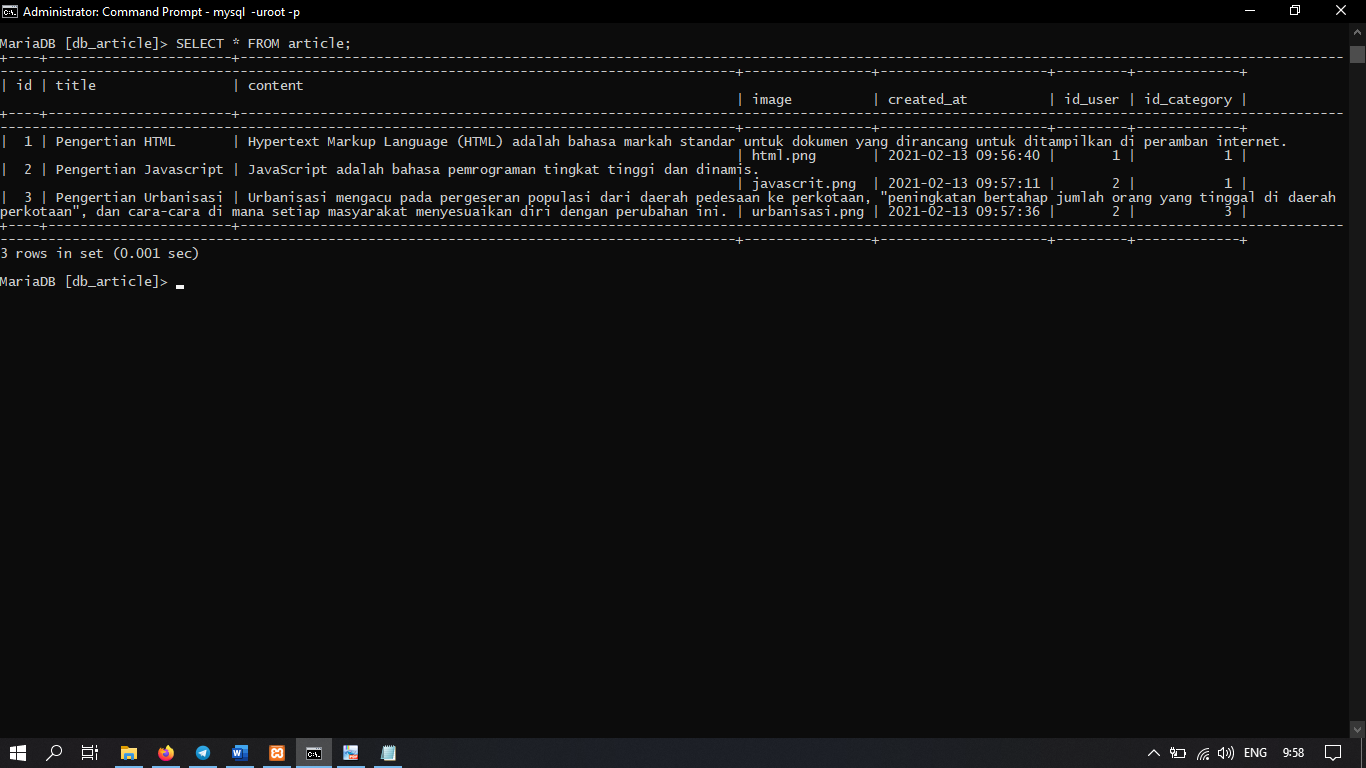 Administrator: Command Prompt - mysql  -uroot -p
MariaDB [db_article]> SELECT * FROM article;
+----+-----------------------+------------------------------------------------------------------------------------------------------------------------------------------
--------------------------------------------------------------------------------------------+----------------+---------------------+---------+-------------+
| id | title                 | content
| image          | created_at          | id_user | id_category |
+----+-----------------------+------------------------------------------------------------------------------------------------------------------------------------------
--------------------------------------------------------------------------------------------+----------------+---------------------+---------+-------------+
|  1 | Pengertian HTML       | Hypertext Markup Language (HTML) adalah bahasa markah standar untuk dokumen yang dirancang untuk ditampilkan di peramban internet.
| html.png       | 2021-02-13 09:56:40 |       1 |           1 |
|  2 | Pengertian Javascript | JavaScript adalah bahasa pemrograman tingkat tinggi dan dinamis.
| javascrit.png  | 2021-02-13 09:57:11 |       2 |           1 |
|  3 | Pengertian Urbanisasi | Urbanisasi mengacu pada pergeseran populasi dari daerah pedesaan ke perkotaan, "peningkatan bertahap jumlah orang yang tinggal di daerah
perkotaan", dan cara-cara di mana setiap masyarakat menyesuaikan diri dengan perubahan ini. | urbanisasi.png | 2021-02-13 09:57:36 |       2 |           3 |
+----+-----------------------+------------------------------------------------------------------------------------------------------------------------------------------
--------------------------------------------------------------------------------------------+----------------+---------------------+---------+-------------+
3 rows in set (0.001 sec)
MariaDB [db_article]>
ENG 9:58